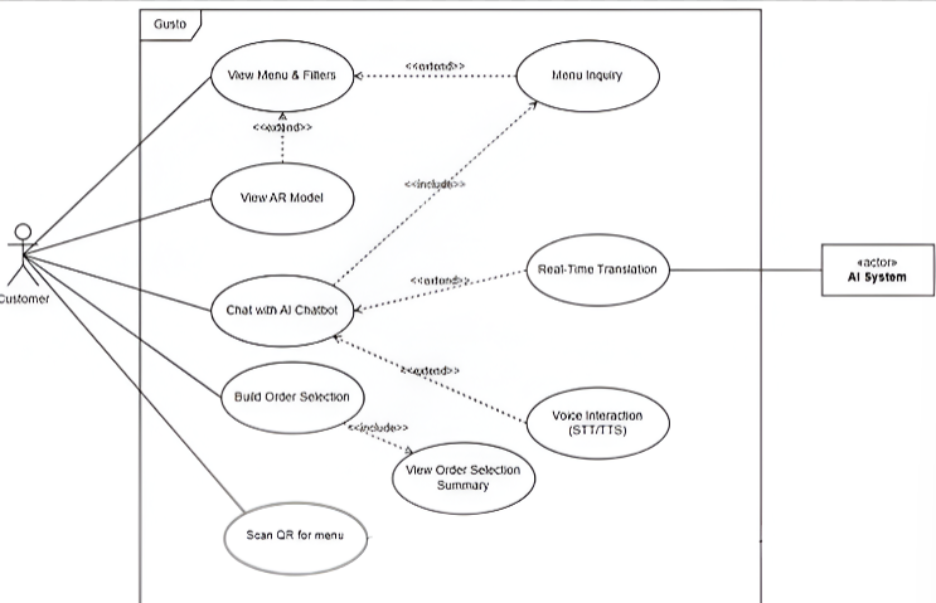 Gusto
View Menu & Filters
<<extend>>
Menu Inquiry
<<extend>>
<<include>>
View AR Model
Customer
<<extend>>
Real-Time Translation
«actor»
AI System
Chat with AI Chatbot
<<extend>>
Build Order Selection
<<include>>
Voice Interaction
(STT/TTS)
View Order Selection
Summary
Scan QR for menu